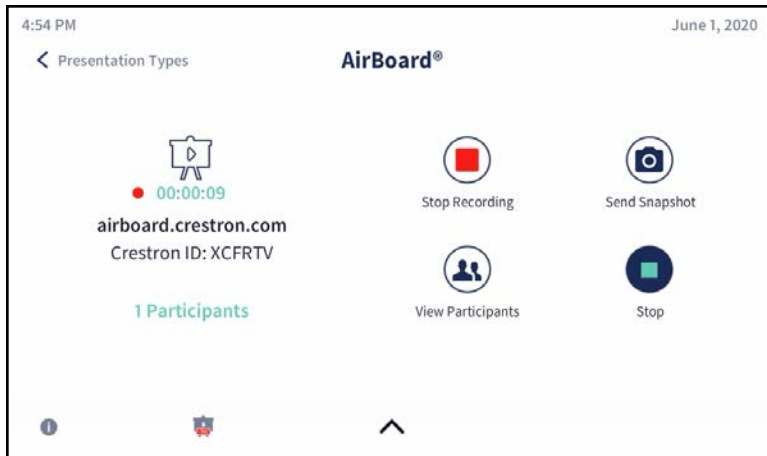 4:54 PM
June 1, 2020
Presentation Types
AirBoard®
00:00:09
airboard.crestron.com
Crestron ID: XCFRTV
1 Participants
Stop Recording
Send Snapshot
View Participants
Stop